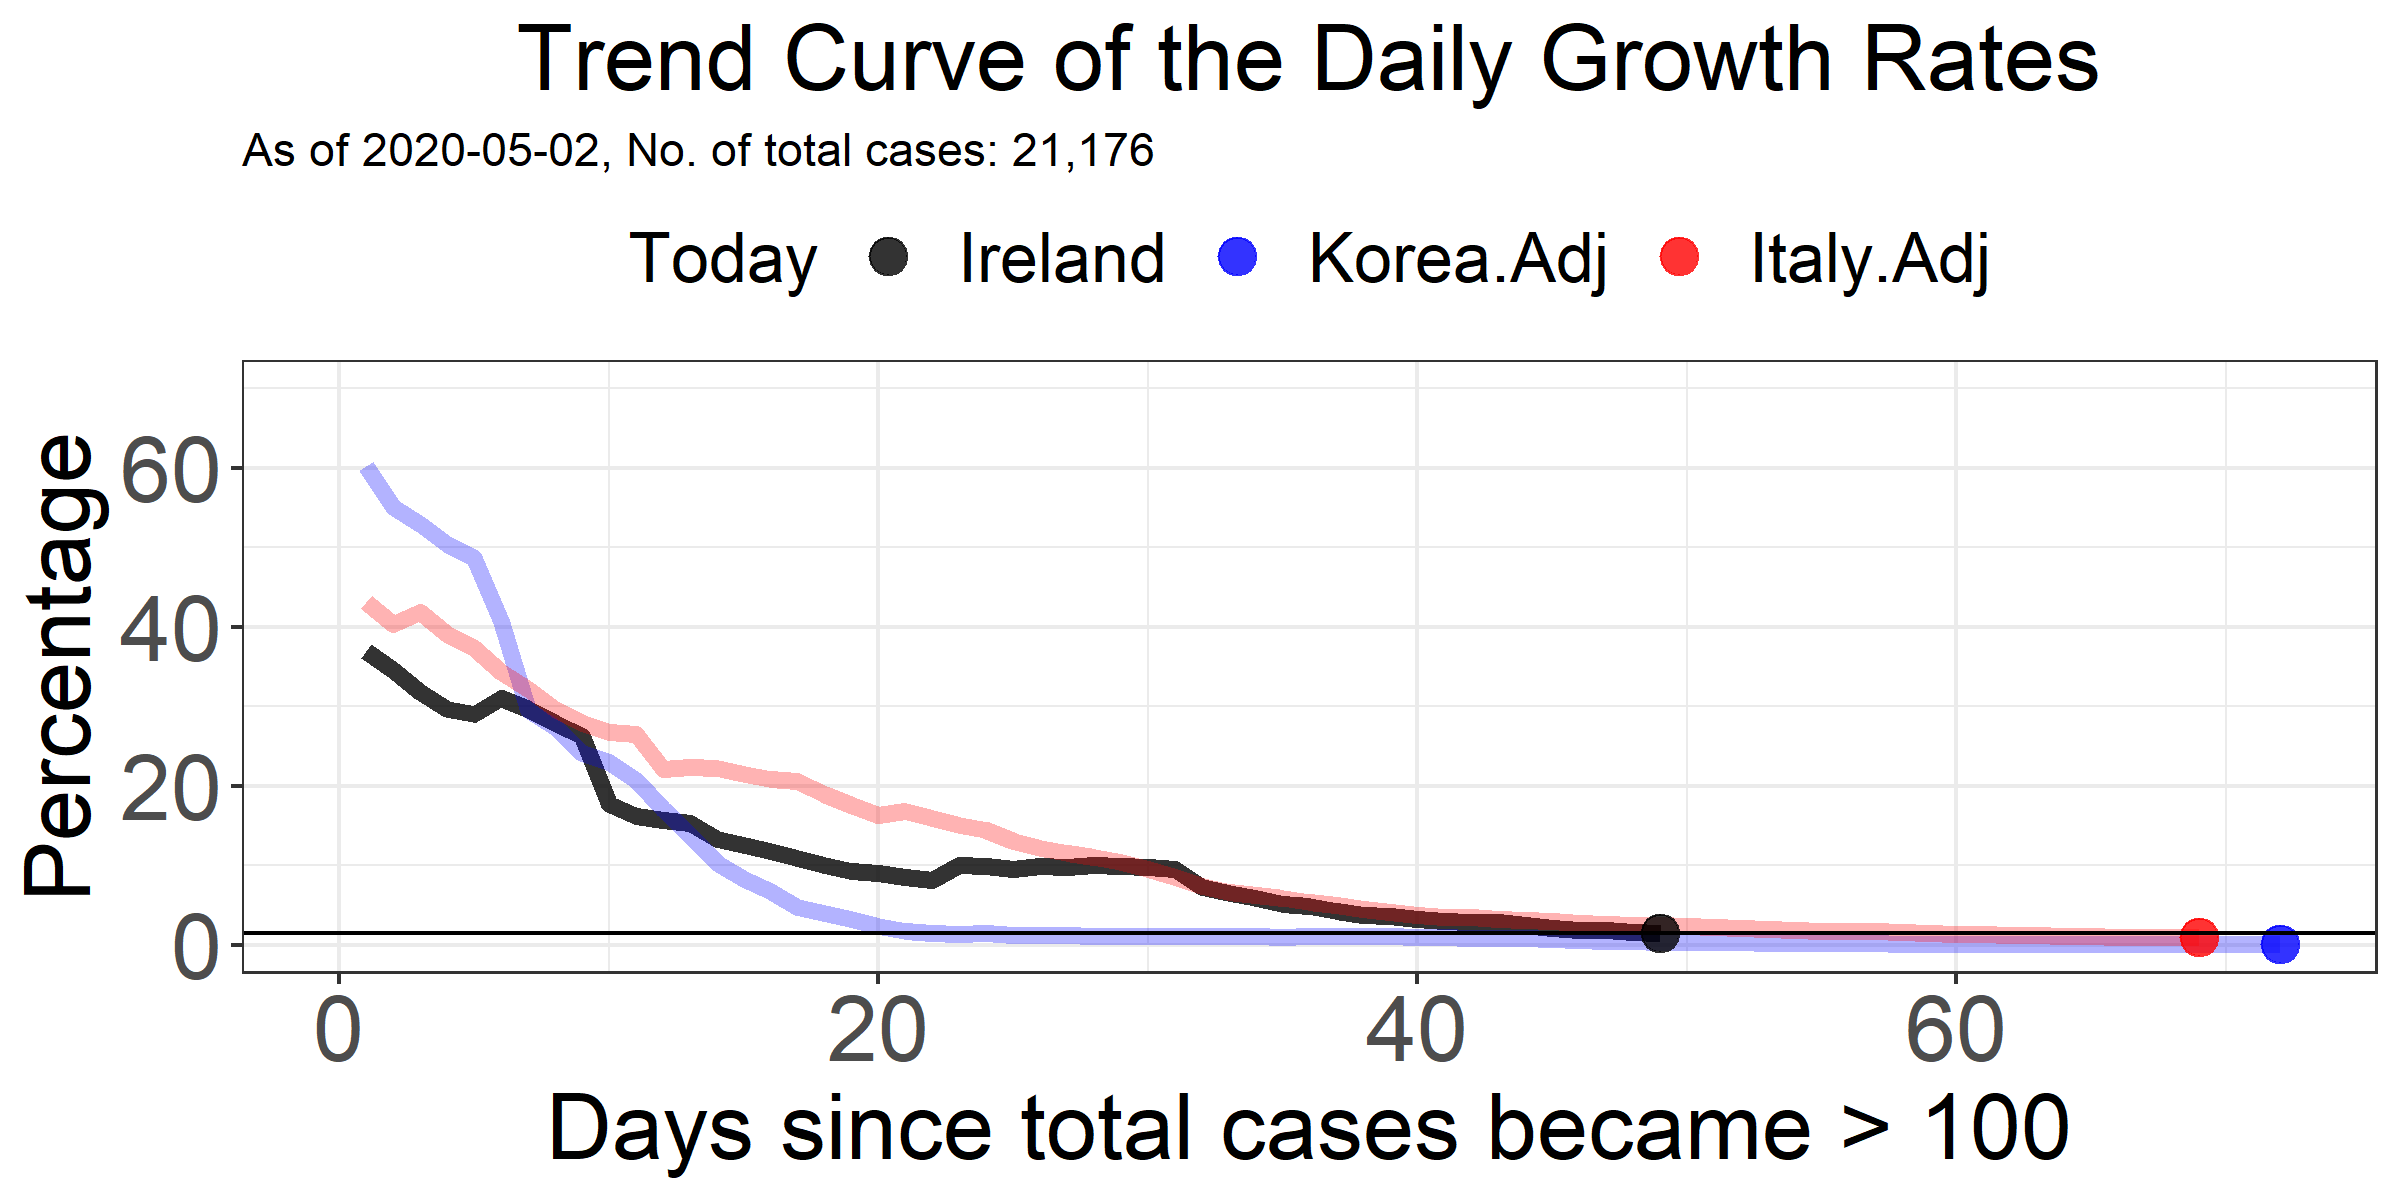 Trend Curve of the Daily Growth Rates
As of 2020-05-02, No. of total cases: 21,176
Today Ireland Korea.Adj Italy.Adj
Percentage
60
40
20
0
0 20 40 60
Days since total cases became > 100